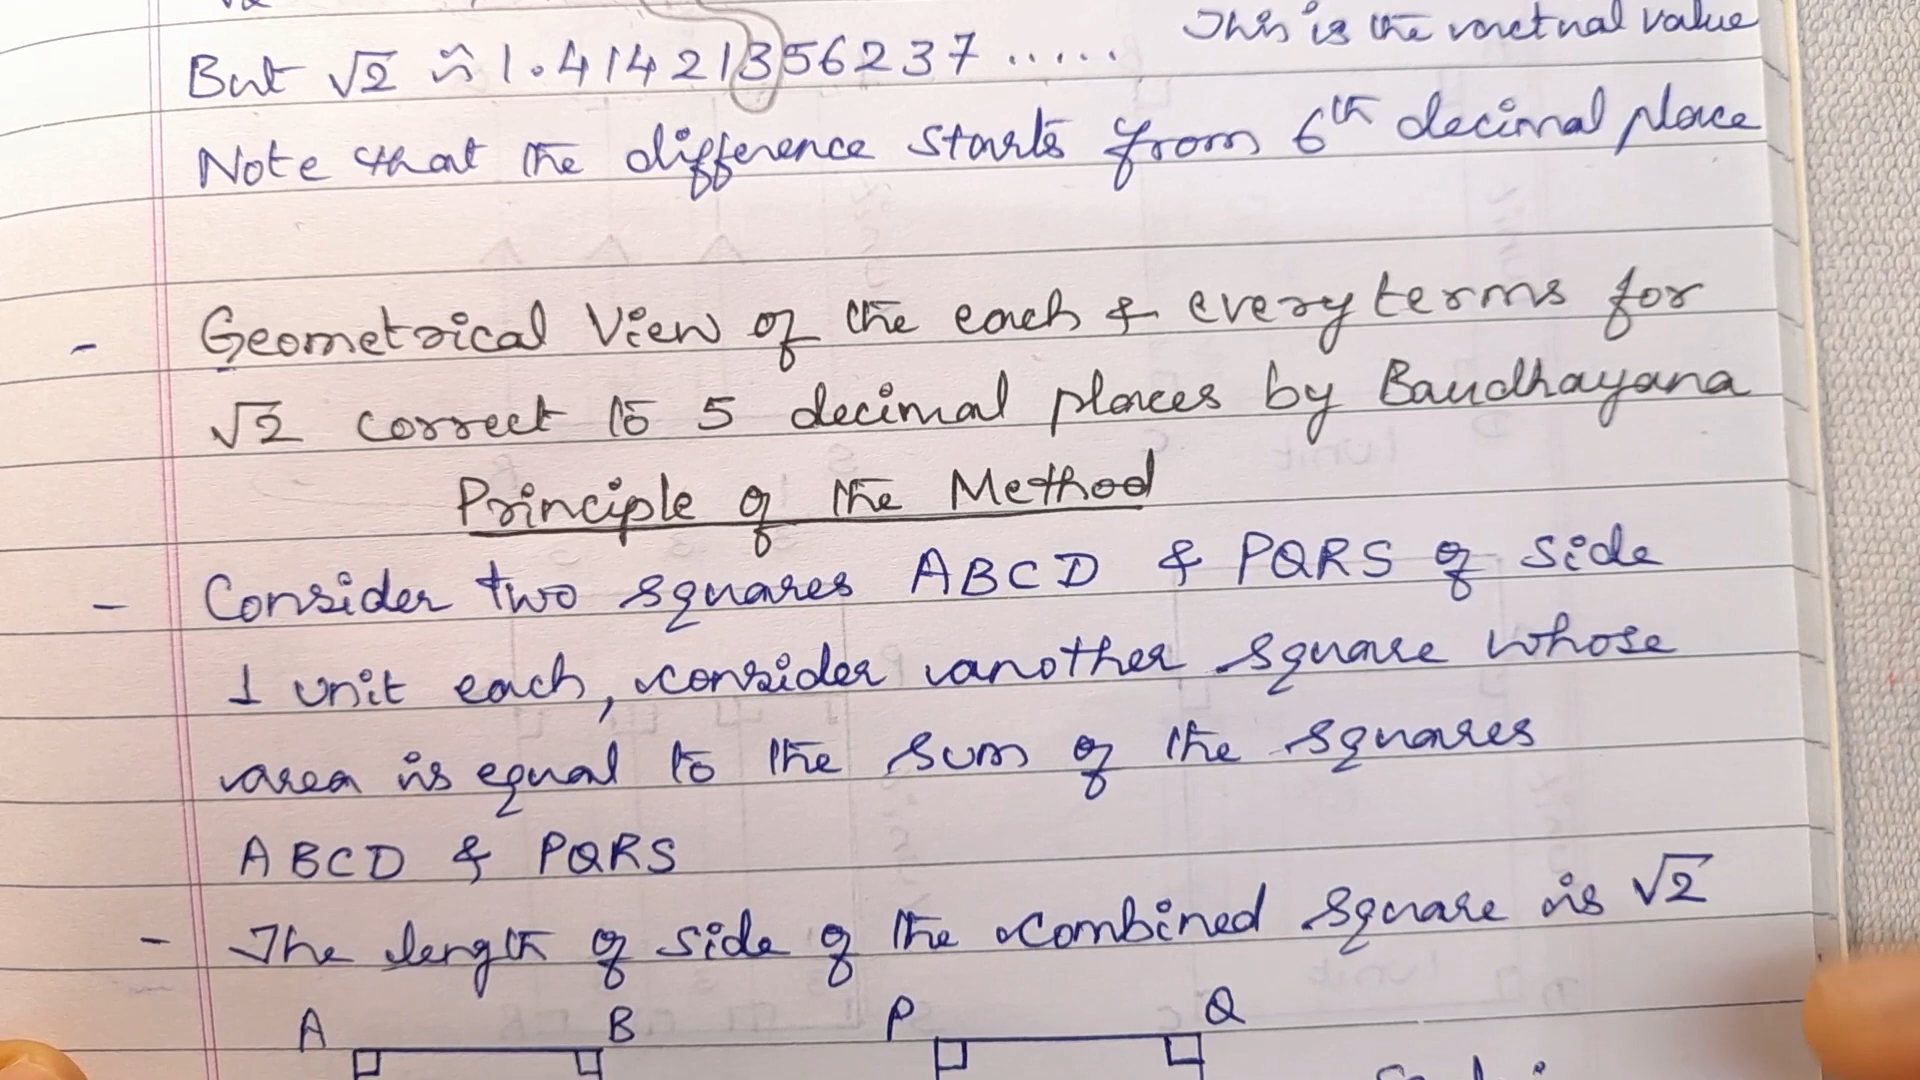 This is the actual value
But √2 ≈ 1.41421356237.....
Note that the difference starts from 6th decimal place
- Geometrical View of the each & every terms for
√2 correct to 5 decimal places by Baudhayana
Principle of the Method
- Consider two squares ABCD & PQRS of side
1 unit each, consider another square whose
area is equal to the sum of the squares
ABCD & PQRS
- The length of side of the combined square is √2
A B P Q